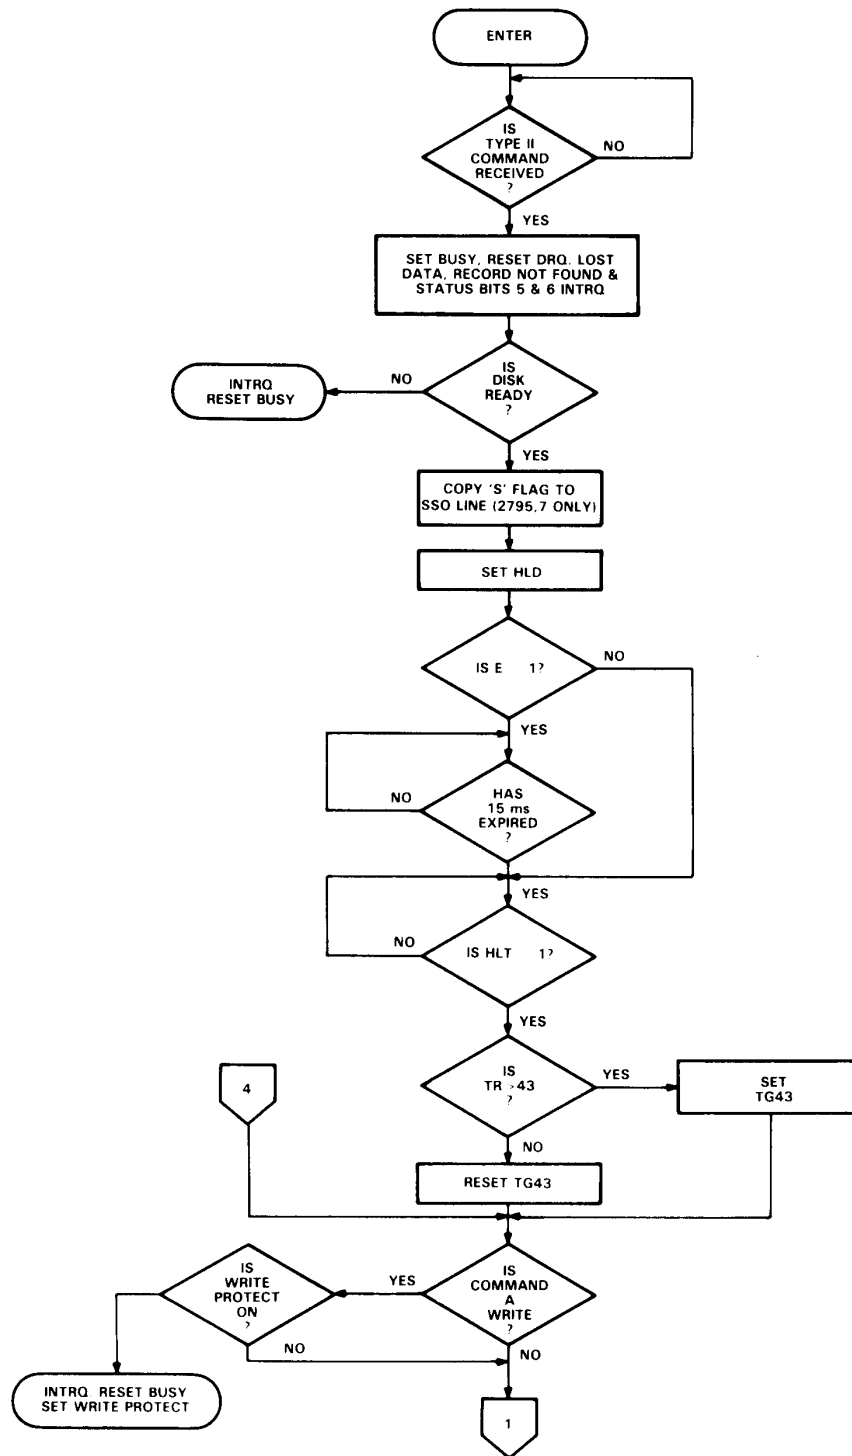 ENTER
IS
TYPE II
COMMAND
RECEIVED
?
NO
YES
SET BUSY, RESET DRQ. LOST
DATA, RECORD NOT FOUND &
STATUS BITS 5 & 6 INTRQ
IS
DISK
READY
?
NO
INTRQ
RESET BUSY
YES
COPY 'S' FLAG TO
SSO LINE (2795,7 ONLY)
SET HLD
IS E 1?
NO
YES
HAS
15 ms
EXPIRED
?
NO
YES
IS HLT 1?
NO
YES
IS
TR >43
?
YES
SET
TG43
4
NO
RESET TG43
IS
COMMAND
A
WRITE
?
YES
IS
WRITE
PROTECT
ON
?
NO
NO
INTRQ. RESET BUSY
SET WRITE PROTECT
1